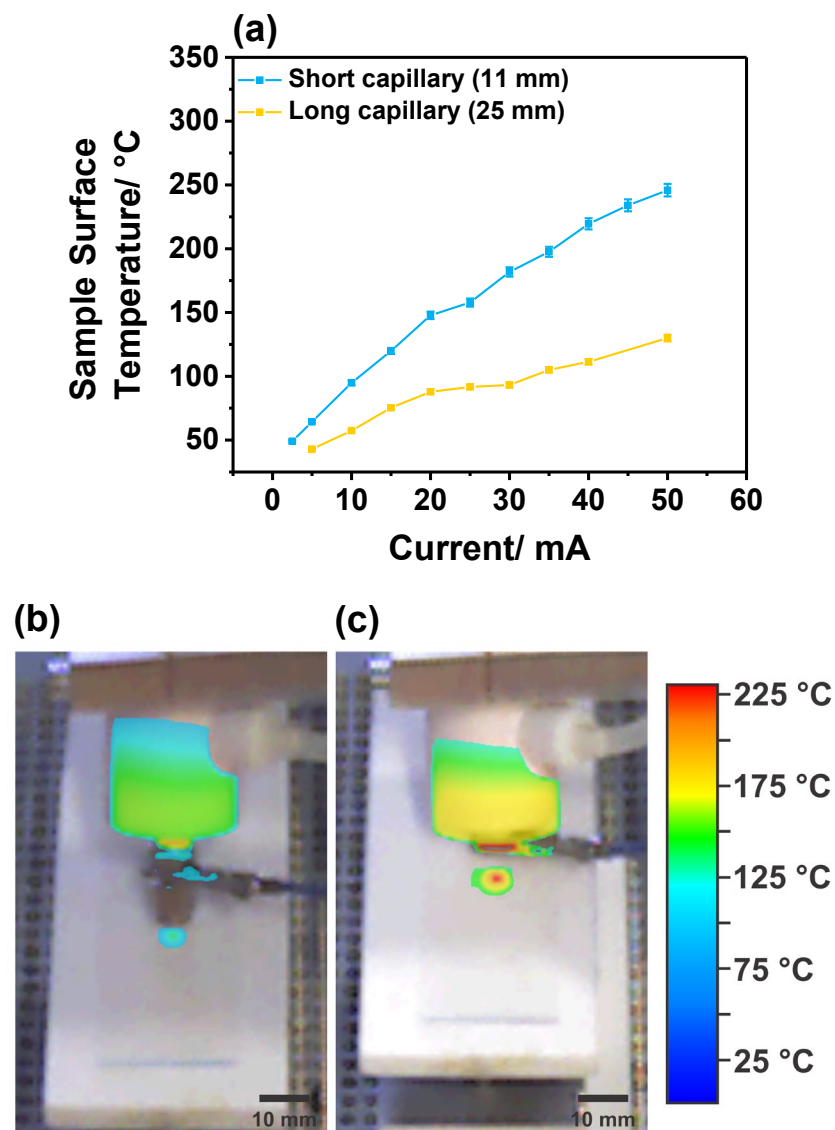 (a)
350
300
250
200
150
100
50
Sample Surface
Temperature/ °C
Short capillary (11 mm)
Long capillary (25 mm)
0 10 20 30 40 50 60
Current/ mA
(b)
(c)
10 mm
10 mm
225 °C
175 °C
125 °C
75 °C
25 °C